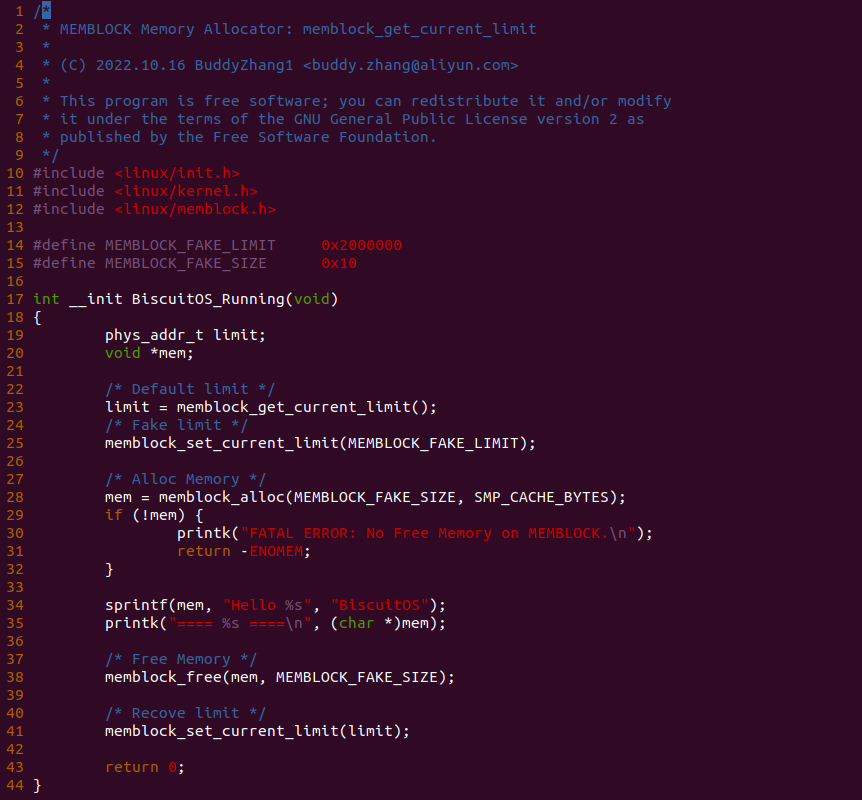 1 /*
2  * MEMBLOCK Memory Allocator: memblock_get_current_limit
3  *
4  * (C) 2022.10.16 BuddyZhang1 <buddy.zhang@aliyun.com>
5  *
6  * This program is free software; you can redistribute it and/or modify
7  * it under the terms of the GNU General Public License version 2 as
8  * published by the Free Software Foundation.
9  */
10 #include <linux/init.h>
11 #include <linux/kernel.h>
12 #include <linux/memblock.h>
13
14 #define MEMBLOCK_FAKE_LIMIT     0x2000000
15 #define MEMBLOCK_FAKE_SIZE      0x10
16
17 int __init BiscuitOS_Running(void)
18 {
19         phys_addr_t limit;
20         void *mem;
21
22         /* Default limit */
23         limit = memblock_get_current_limit();
24         /* Fake limit */
25         memblock_set_current_limit(MEMBLOCK_FAKE_LIMIT);
26
27         /* Alloc Memory */
28         mem = memblock_alloc(MEMBLOCK_FAKE_SIZE, SMP_CACHE_BYTES);
29         if (!mem) {
30                 printk("FATAL ERROR: No Free Memory on MEMBLOCK.\n");
31                 return -ENOMEM;
32         }
33
34         sprintf(mem, "Hello %s", "BiscuitOS");
35         printk("==== %s ====\n", (char *)mem);
36
37         /* Free Memory */
38         memblock_free(mem, MEMBLOCK_FAKE_SIZE);
39
40         /* Recove limit */
41         memblock_set_current_limit(limit);
42
43         return 0;
44 }